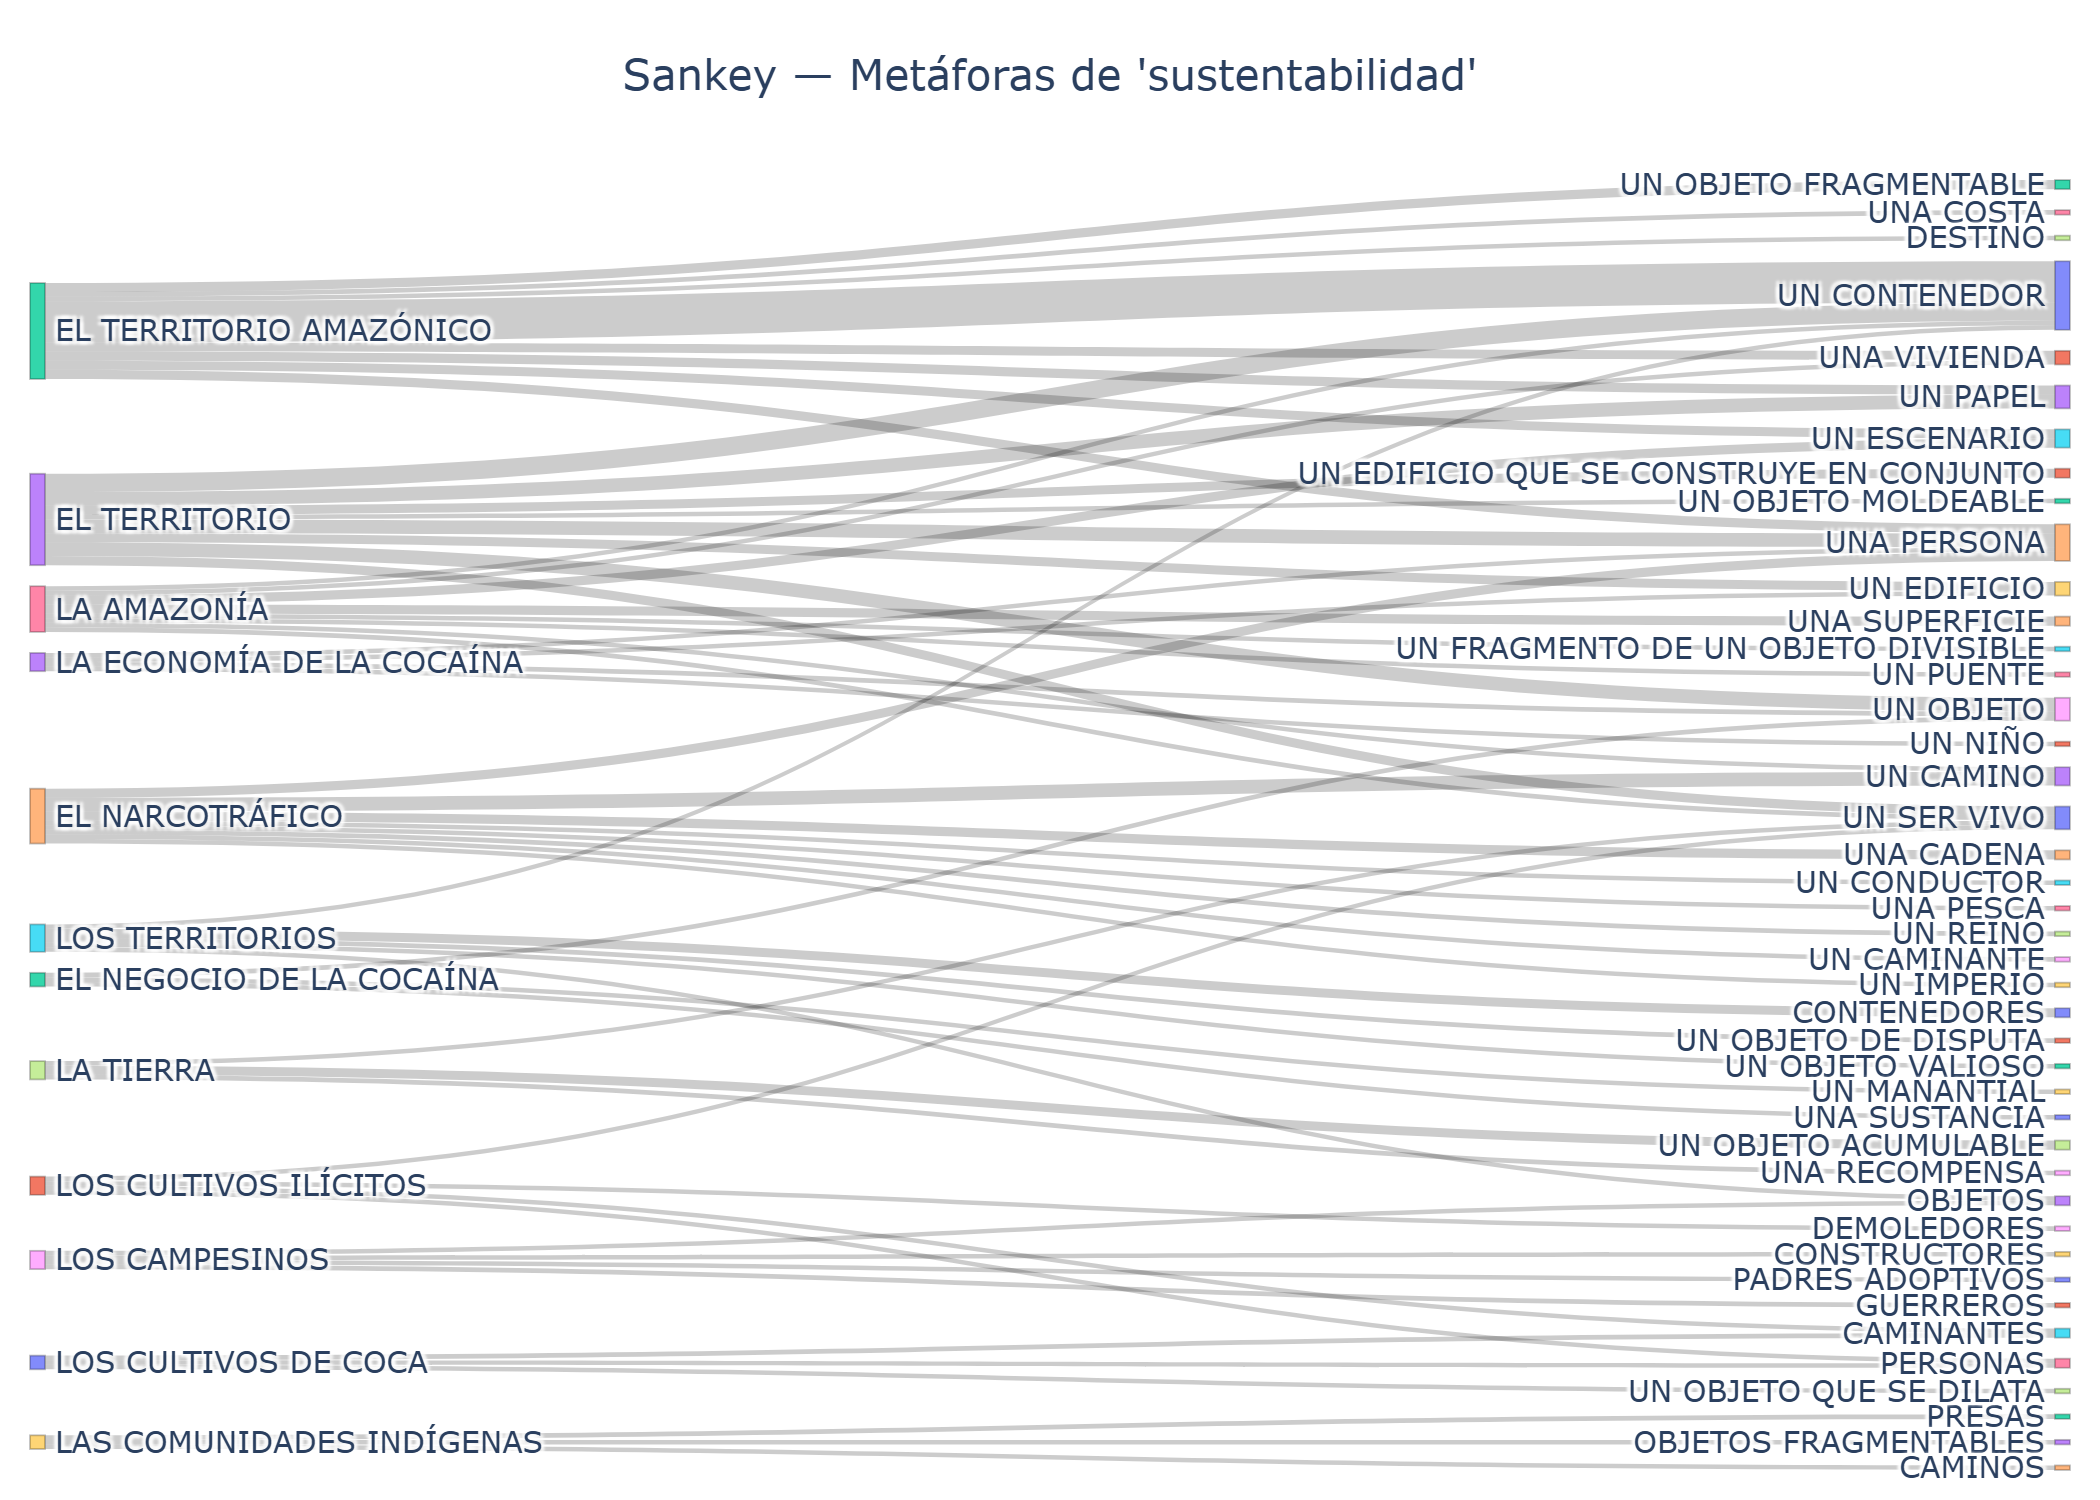 Sankey — Metáforas de 'sustentabilidad'
EL TERRITORIO AMAZÓNICO
EL TERRITORIO
LA AMAZONÍA
LA ECONOMÍA DE LA COCAÍNA
EL NARCOTRÁFICO
LOS TERRITORIOS
EL NEGOCIO DE LA COCAÍNA
LA TIERRA
LOS CULTIVOS ILÍCITOS
LOS CAMPESINOS
LOS CULTIVOS DE COCA
LAS COMUNIDADES INDÍGENAS
UN OBJETO FRAGMENTABLE
UNA COSTA
DESTINO
UN CONTENEDOR
UNA VIVIENDA
UN PAPEL
UN ESCENARIO
UN EDIFICIO QUE SE CONSTRUYE EN CONJUNTO
UN OBJETO MOLDEABLE
UNA PERSONA
UN EDIFICIO
UNA SUPERFICIE
UN FRAGMENTO DE UN OBJETO DIVISIBLE
UN PUENTE
UN OBJETO
UN NIÑO
UN CAMINO
UN SER VIVO
UNA CADENA
UN CONDUCTOR
UNA PESCA
UN REINO
UN CAMINANTE
UN IMPERIO
CONTENEDORES
UN OBJETO DE DISPUTA
UN OBJETO VALIOSO
UN MANANTIAL
UNA SUSTANCIA
UN OBJETO ACUMULABLE
UNA RECOMPENSA
OBJETOS
DEMOLEDORES
CONSTRUCTORES
PADRES ADOPTIVOS
GUERREROS
CAMINANTES
PERSONAS
UN OBJETO QUE SE DILATA
PRESAS
OBJETOS FRAGMENTABLES
CAMINOS